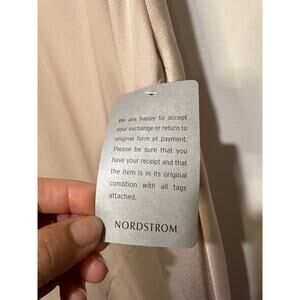 We are happy to accept
your exchange or return to
original form of payment.
Please be sure that you
have your receipt and that
the item is in its original
condition with all tags
attached.
NORDSTROM